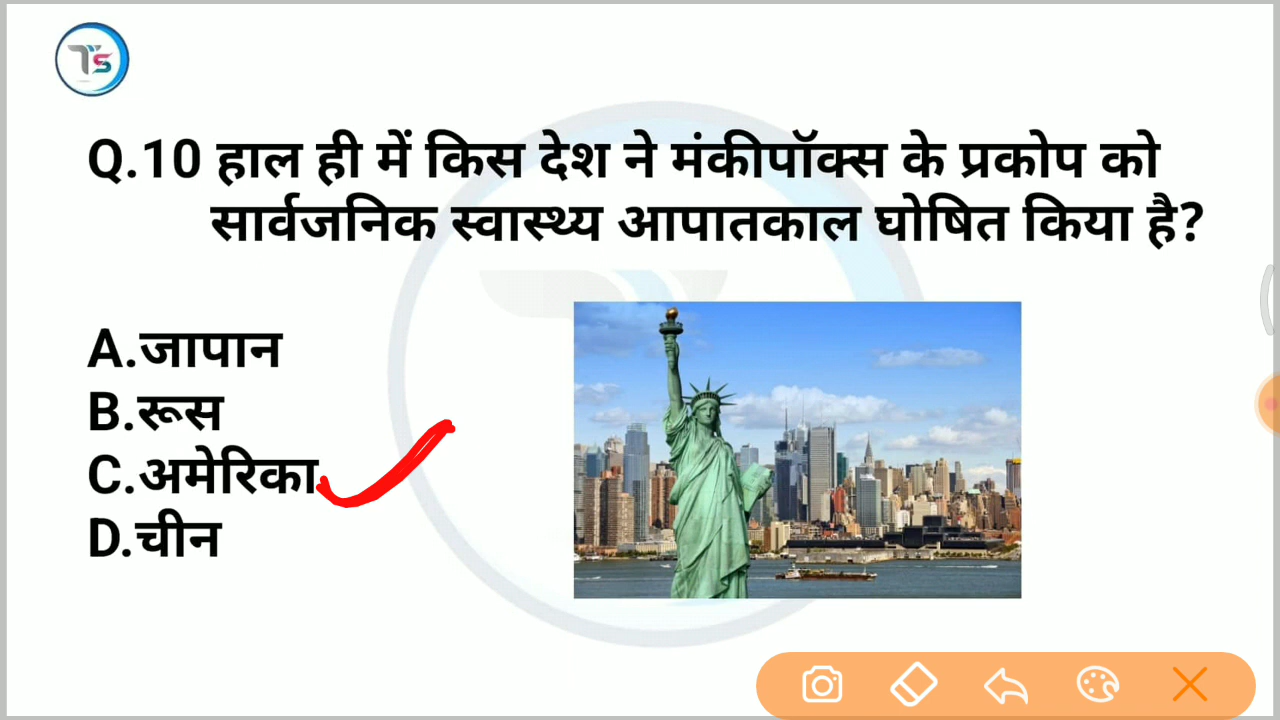 TS
Q.10 हाल ही में किस देश ने मंकीपॉक्स के प्रकोप को
सार्वजनिक स्वास्थ्य आपातकाल घोषित किया है?
A.जापान
B.रूस
C.अमेरिका
D.चीन